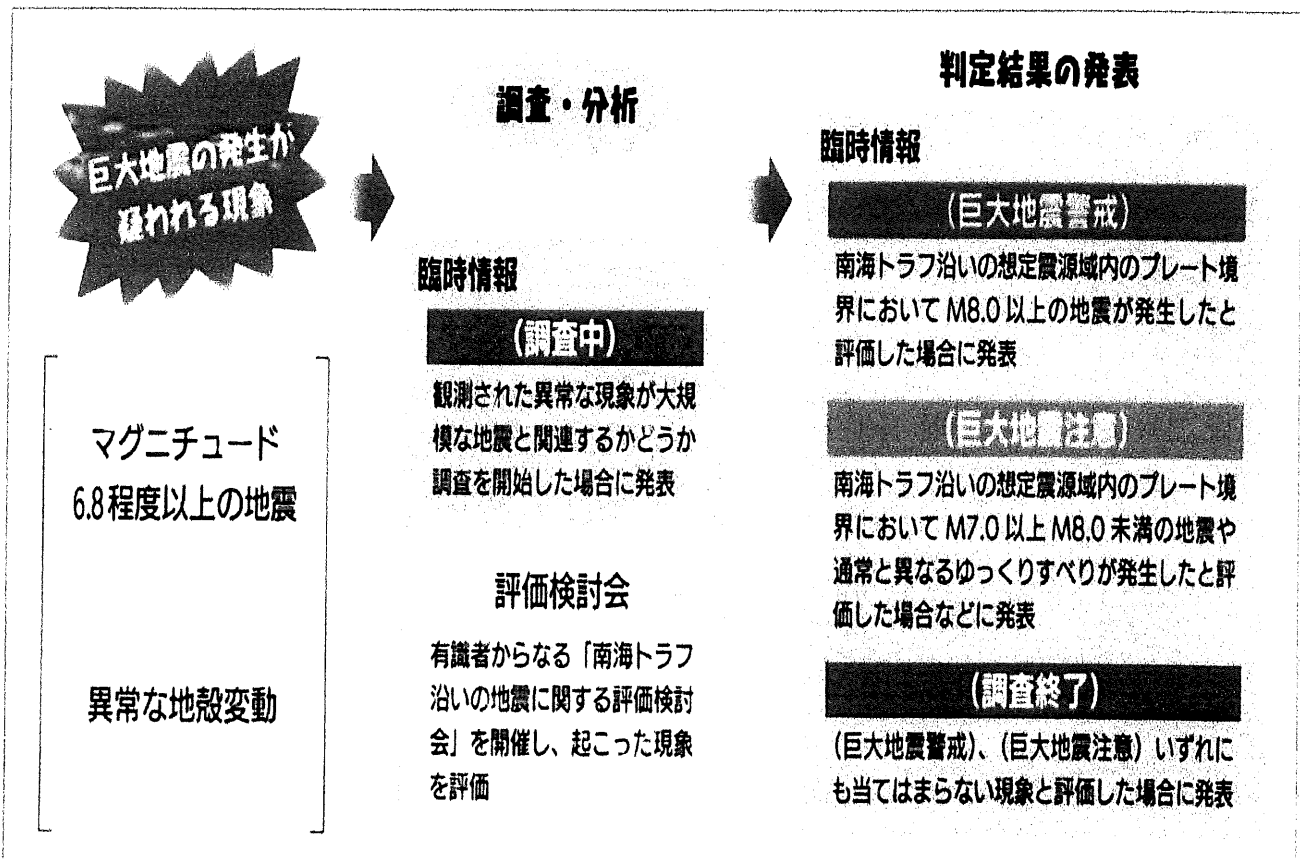 巨大地震の発生が
疑われる現象
マグニチュード
6.8程度以上の地震
異常な地殻変動
調査・分析
臨時情報
(調査中)
観測された異常な現象が大規
模な地震と関連するかどうか
調査を開始した場合に発表
評価検討会
有識者からなる「南海トラフ
沿いの地震に関する評価検討
会」を開催し、起こった現象
を評価
判定結果の発表
臨時情報
(巨大地震警戒)
南海トラフ沿いの想定震源域内のプレート境
界において M8.0 以上の地震が発生したと
評価した場合に発表
(巨大地震注意)
南海トラフ沿いの想定震源域内のプレート境
界において M7.0 以上 M8.0 未満の地震や
通常と異なるゆっくりすべりが発生したと評
価した場合などに発表
(調査終了)
(巨大地震警戒)、(巨大地震注意) いずれに
も当てはまらない現象と評価した場合に発表